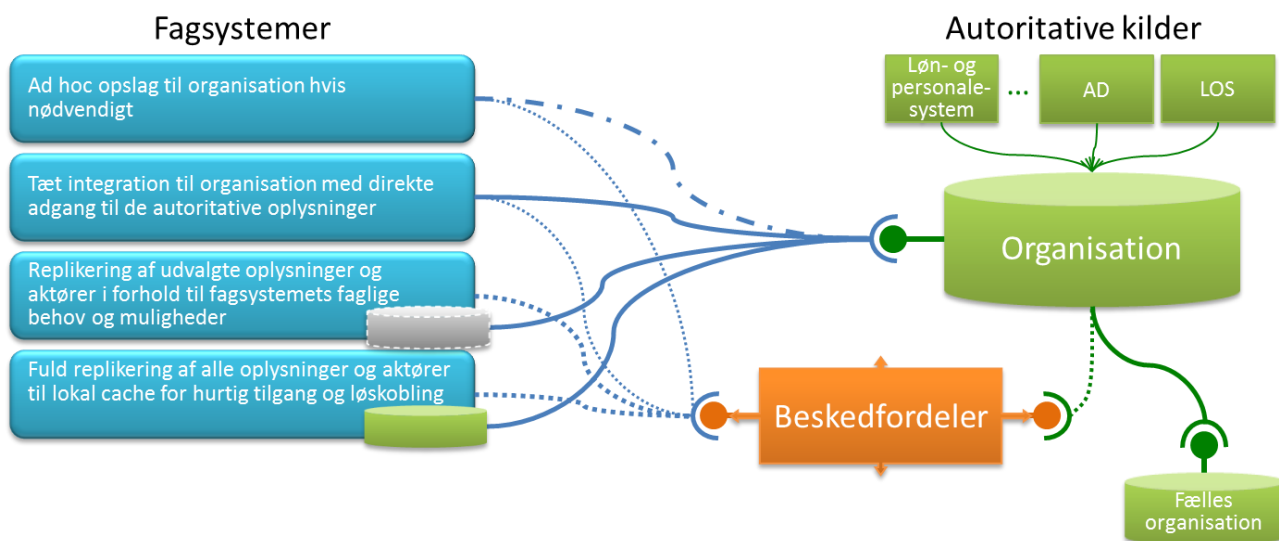 Fagsystemer
Ad hoc opslag til organisation hvis
nødvendigt
Tæt integration til organisation med direkte
adgang til de autoritative oplysninger
Replikering af udvalgte oplysninger og
aktører i forhold til fagsystemets faglige
behov og muligheder
Fuld replikering af alle oplysninger og aktører
til lokal cache for hurtig tilgang og løskobling
Autoritative kilder
Løn- og
personale-
system
...
AD
LOS
Organisation
Beskedfordeler
Fælles
organisation